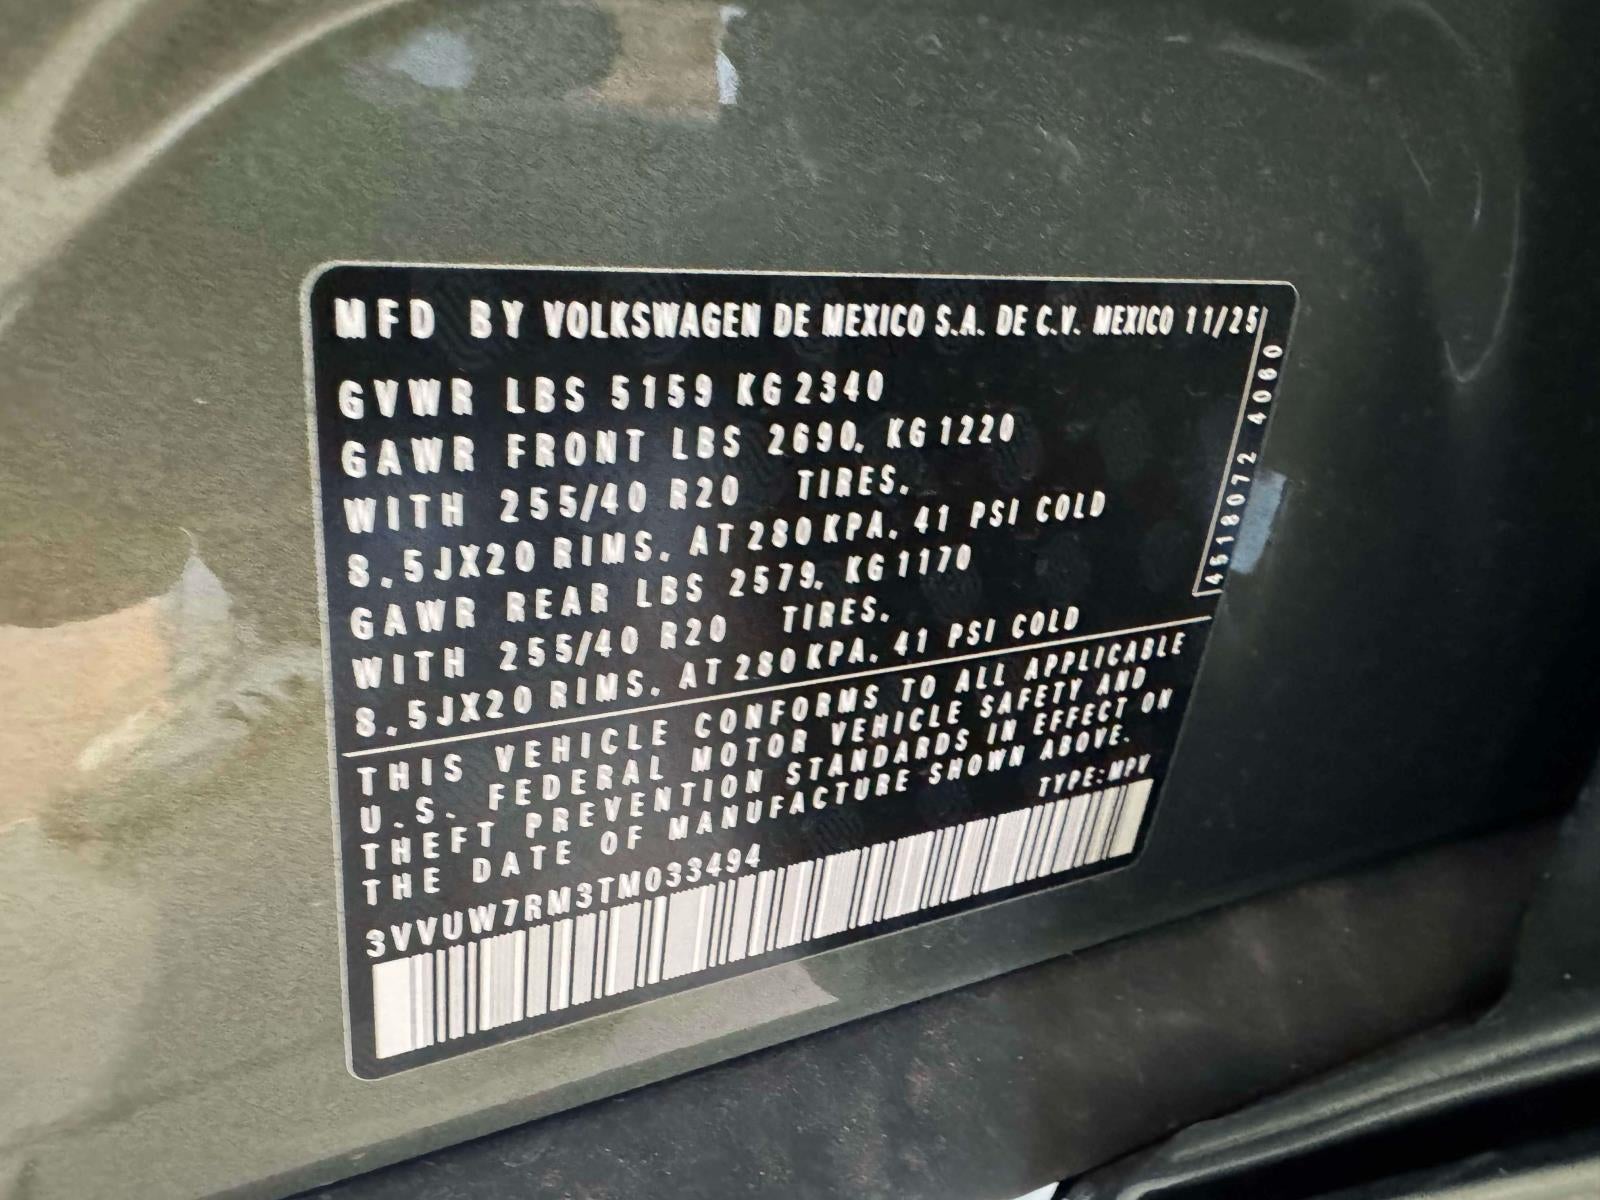 MFD BY VOLKSWAGEN DE MEXICO S.A. DE C.V. MEXICO 11/25
GVWR LBS 5159 KG 2340
GAWR FRONT LBS 2690. KG 1220
WITH 255/40 R20 TIRES.
8.5JX20 RIMS. AT 280 KPA. 41 PSI COLD
GAWR REAR LBS 2579. KG 1170
WITH 255/40 R20 TIRES.
8.5JX20 RIMS. AT 280 KPA. 41 PSI COLD
4518072 4060
THIS VEHICLE CONFORMS TO ALL APPLICABLE
U.S. FEDERAL MOTOR VEHICLE SAFETY AND
THEFT PREVENTION STANDARDS IN EFFECT ON
THE DATE OF MANUFACTURE SHOWN ABOVE.
TYPE:MPV
3VVUW7RM3TM033494